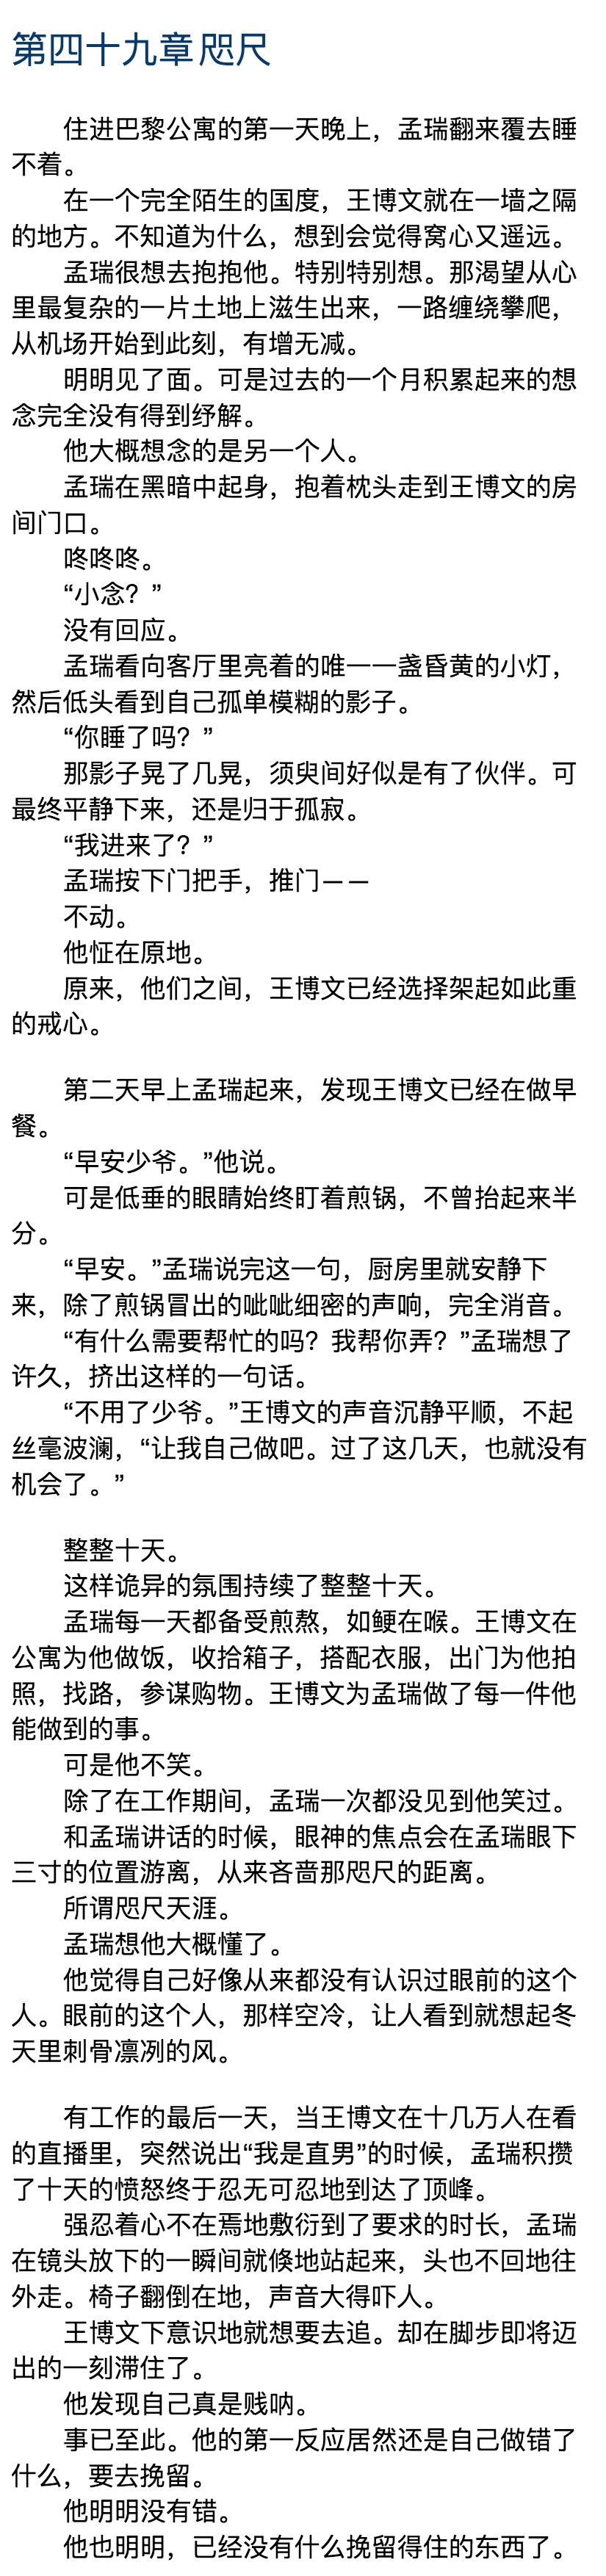 第四十九章 咫尺
住进巴黎公寓的第一天晚上，孟瑞翻来覆去睡
不着。
在一个完全陌生的国度，王博文就在一墙之隔
的地方。不知道为什么，想到会觉得窝心又遥远。
孟瑞很想去抱抱他。特别特别想。那渴望从心
里最复杂的一片土地上滋生出来，一路缠绕攀爬，
从机场开始到此刻，有增无减。
明明见了面。可是过去的一个月积累起来的想
念完全没有得到纾解。
他大概想念的是另一个人。
孟瑞在黑暗中起身，抱着枕头走到王博文的房
间门口。
咚咚咚。
“小念？”
没有回应。
孟瑞看向客厅里亮着的唯一一盏昏黄的小灯，
然后低头看到自己孤单模糊的影子。
“你睡了吗？”
那影子晃了几晃，须臾间好似是有了伙伴。可
最终平静下来，还是归于孤寂。
“我进来了？”
孟瑞按下门把手，推门——
不动。
他怔在原地。
原来，他们之间，王博文已经选择架起如此重
的戒心。
第二天早上孟瑞起来，发现王博文已经在做早
餐。
“早安少爷。”他说。
可是低垂的眼睛始终盯着煎锅，不曾抬起来半
分。
“早安。”孟瑞说完这一句，厨房里就安静下
来，除了煎锅冒出的呲呲细密的声响，完全消音。
“有什么需要帮忙的吗？我帮你弄？”孟瑞想了
许久，挤出这样的一句话。
“不用了少爷。”王博文的声音沉静平顺，不起
丝毫波澜，“让我自己做吧。过了这几天，也就没有
机会了。”
整整十天。
这样诡异的氛围持续了整整十天。
孟瑞每一天都备受煎熬，如鲠在喉。王博文在
公寓为他做饭，收拾箱子，搭配衣服，出门为他拍
照，找路，参谋购物。王博文为孟瑞做了每一件他
能做到的事。
可是他不笑。
除了在工作期间，孟瑞一次都没见到他笑过。
和孟瑞讲话的时候，眼神的焦点会在孟瑞眼下
三寸的位置游离，从来吝啬那咫尺的距离。
所谓咫尺天涯。
孟瑞想他大概懂了。
他觉得自己好像从来都没有认识过眼前的这个
人。眼前的这个人，那样空冷，让人看到就想起冬
天里刺骨凛冽的风。
有工作的最后一天，当王博文在十几万人在看
的直播里，突然说出“我是直男”的时候，孟瑞积攒
了十天的愤怒终于忍无可忍地到达了顶峰。
强忍着心不在焉地敷衍到了要求的时长，孟瑞
在镜头放下的一瞬间就倏地站起来，头也不回地往
外走。椅子翻倒在地，声音大得吓人。
王博文下意识地就想要去追。却在脚步即将迈
出的一刻滞住了。
他发现自己真是贱呐。
事已至此。他的第一反应居然还是自己做错了
什么，要去挽留。
他明明没有错。
他也明明，已经没有什么挽留得住的东西了。